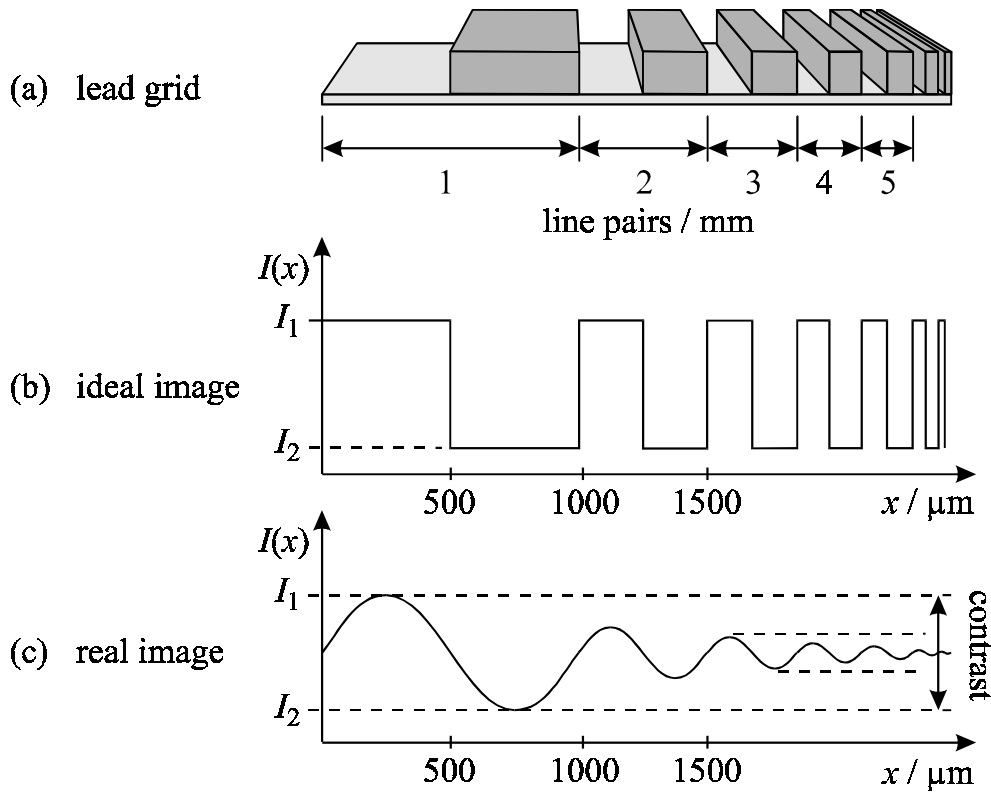 (a) lead grid
1 2 3 4 5
line pairs / mm
I(x)
I₁
(b) ideal image
I₂
500 1000 1500 x / μm
I(x)
I₁
(c) real image
contrast
I₂
500 1000 1500 x / μm